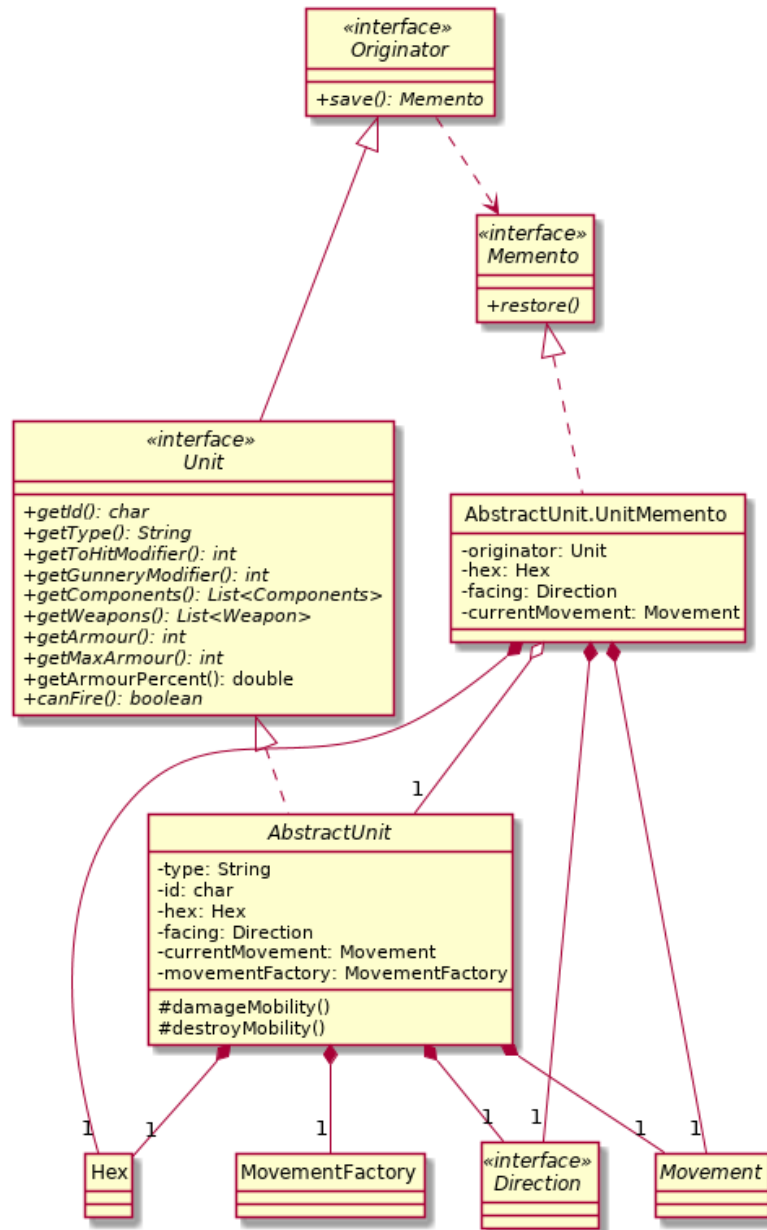 «interface»
Originator
+save(): Memento
«interface»
Memento
+restore()
«interface»
Unit
+getId(): char
+getType(): String
+getToHitModifier(): int
+getGunneryModifier(): int
+getComponents(): List<Components>
+getWeapons(): List<Weapon>
+getArmour(): int
+getMaxArmour(): int
+getArmourPercent(): double
+canFire(): boolean
AbstractUnit.UnitMemento
-originator: Unit
-hex: Hex
-facing: Direction
-currentMovement: Movement
1
AbstractUnit
-type: String
-id: char
-hex: Hex
-facing: Direction
-currentMovement: Movement
-movementFactory: MovementFactory
#damageMobility()
#destroyMobility()
1
1
1
1
1
1
1
Hex
MovementFactory
«interface»
Direction
Movement